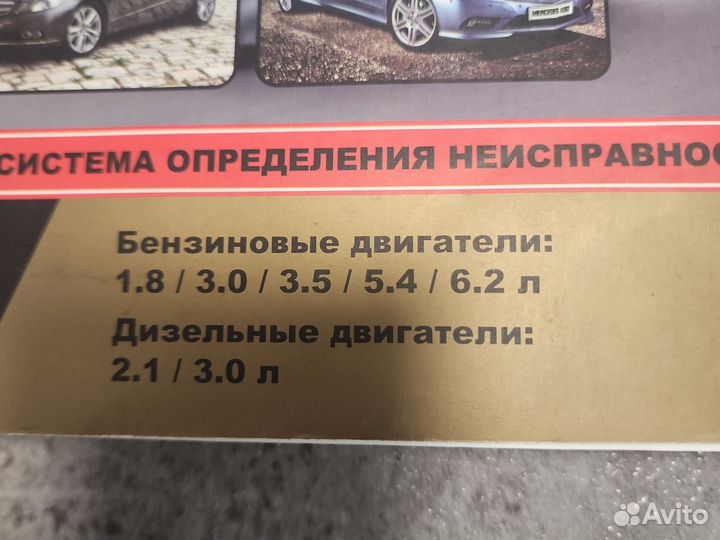 СИСТЕМА ОПРЕДЕЛЕНИЯ
Бензиновые двигатели:
1.8 / 3.0 / 3.5 / 5.4 / 6.2 л
Дизельные двигатели:
2.1 / 3.0 л
Avito